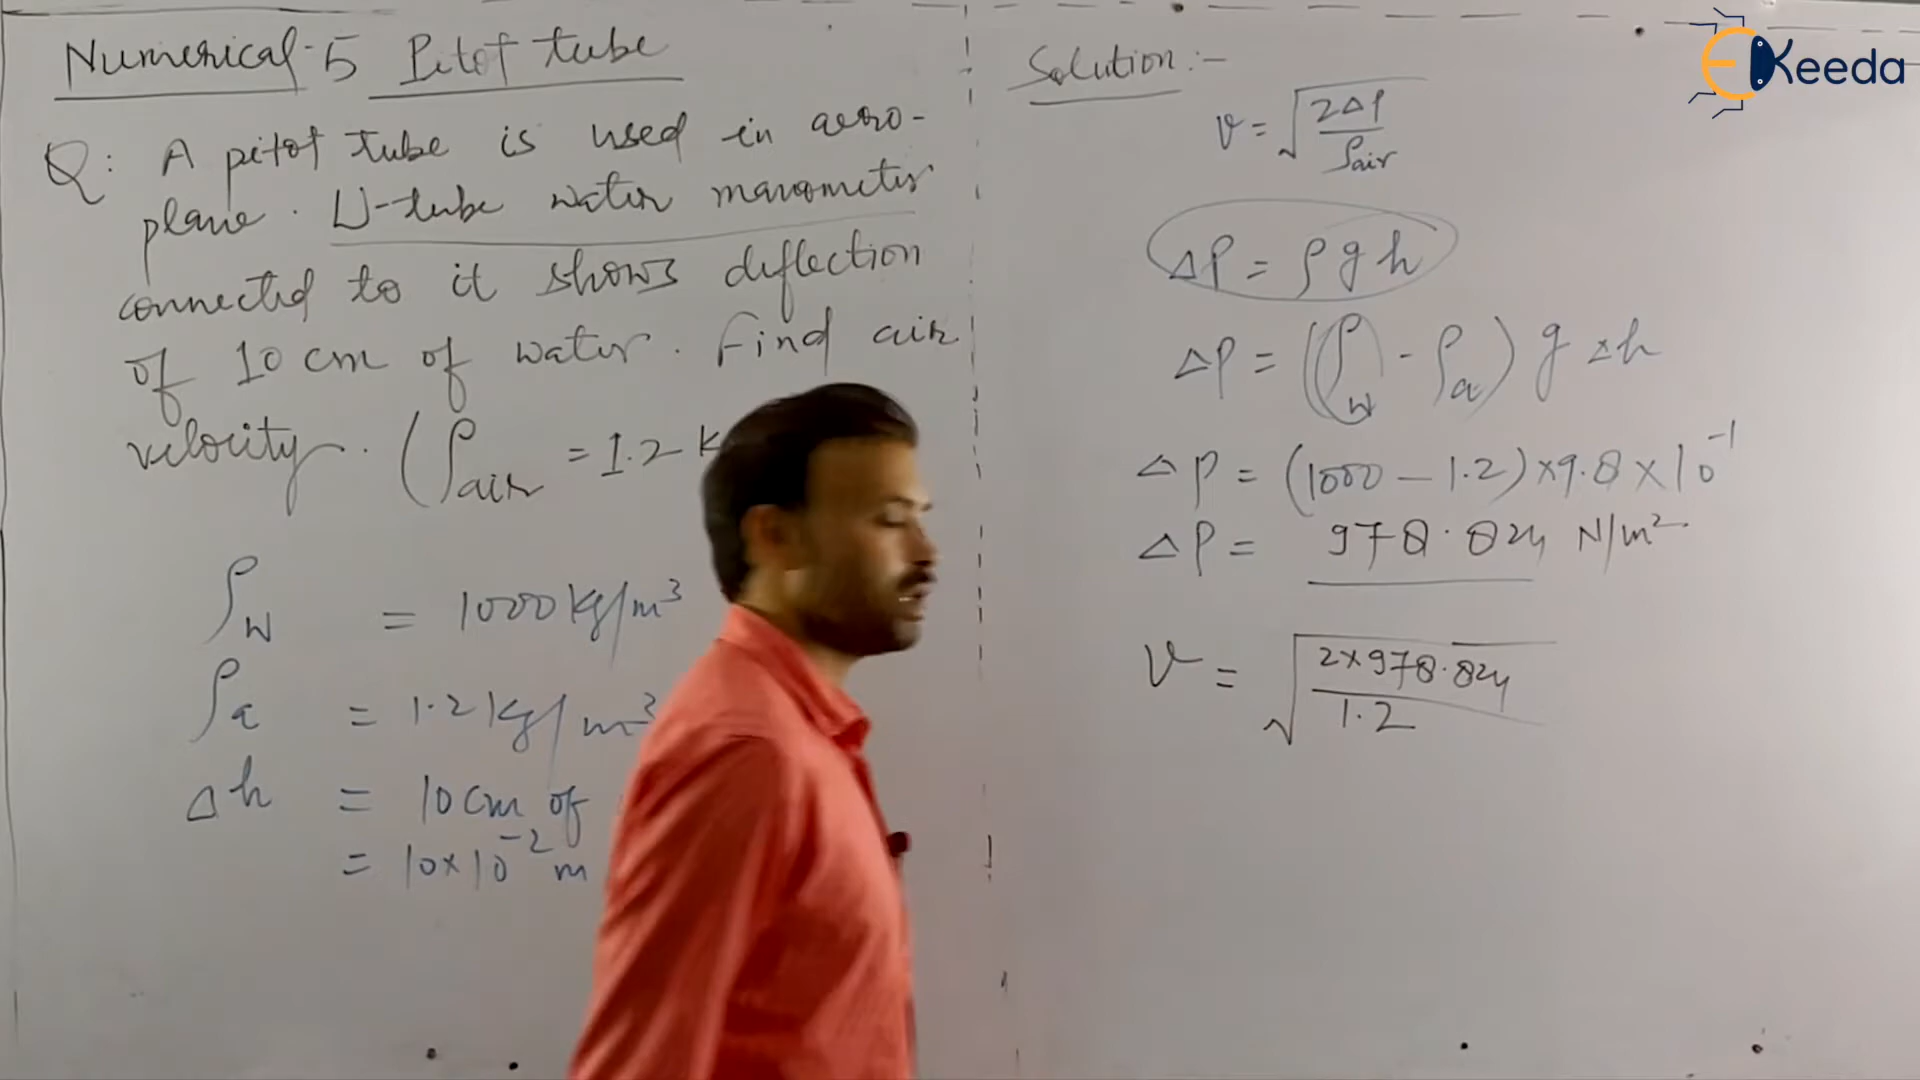 Numerical-5 Pitot tube
Q: A pitot tube is used in aero-
plane. U-tube water manometer
connected to it shows deflection
of 10 cm of water. Find air
velocity. (ρair = 1.2 k
ρw = 1000 kg/m³
ρa = 1.2 kg/m³
Δh = 10 cm of
= 10×10⁻² m
Solution:-
v = √(2Δp/ρair)
ΔP = ρgh
ΔP = (ρw - ρa) g Δh
Δp = (1000 - 1.2)×9.8×10⁻¹
ΔP = 978.824 N/m²
v = √(2×978.824/1.2)
EKeeda